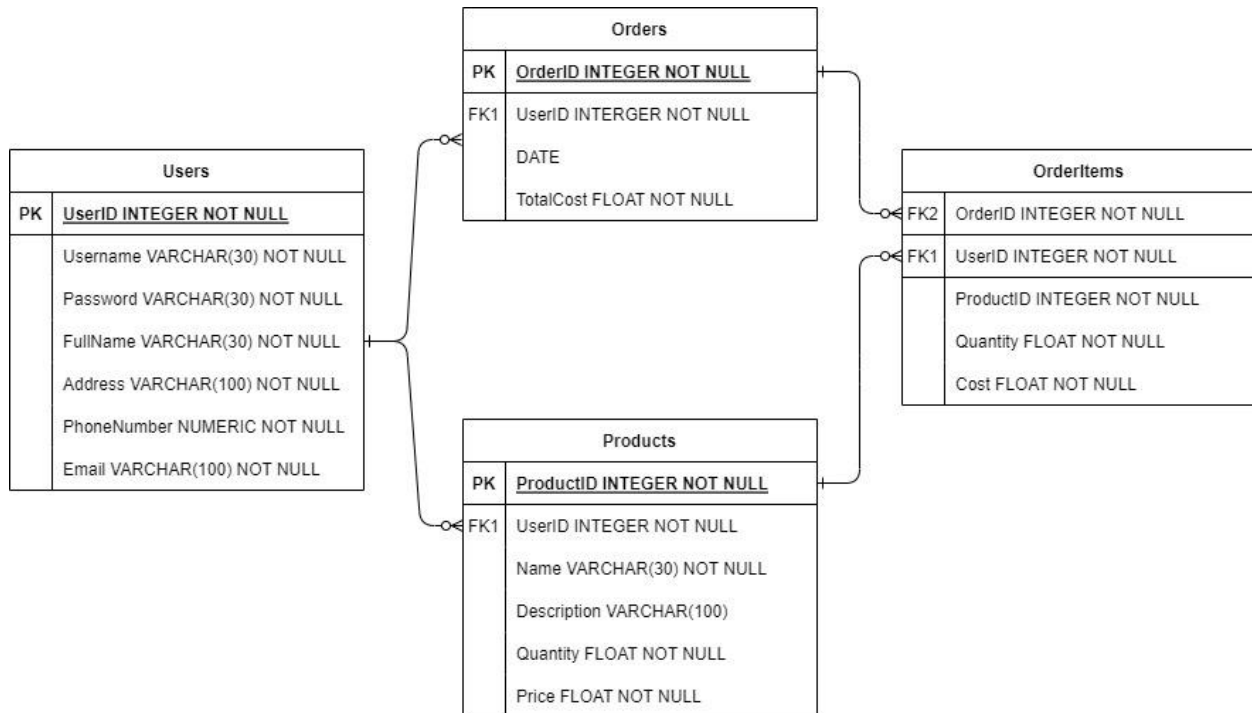 Users
PK UserID INTEGER NOT NULL
Username VARCHAR(30) NOT NULL
Password VARCHAR(30) NOT NULL
FullName VARCHAR(30) NOT NULL
Address VARCHAR(100) NOT NULL
PhoneNumber NUMERIC NOT NULL
Email VARCHAR(100) NOT NULL
Orders
PK OrderID INTEGER NOT NULL
FK1 UserID INTERGER NOT NULL
DATE
TotalCost FLOAT NOT NULL
Products
PK ProductID INTEGER NOT NULL
FK1 UserID INTEGER NOT NULL
Name VARCHAR(30) NOT NULL
Description VARCHAR(100)
Quantity FLOAT NOT NULL
Price FLOAT NOT NULL
OrderItems
FK2 OrderID INTEGER NOT NULL
FK1 UserID INTEGER NOT NULL
ProductID INTEGER NOT NULL
Quantity FLOAT NOT NULL
Cost FLOAT NOT NULL